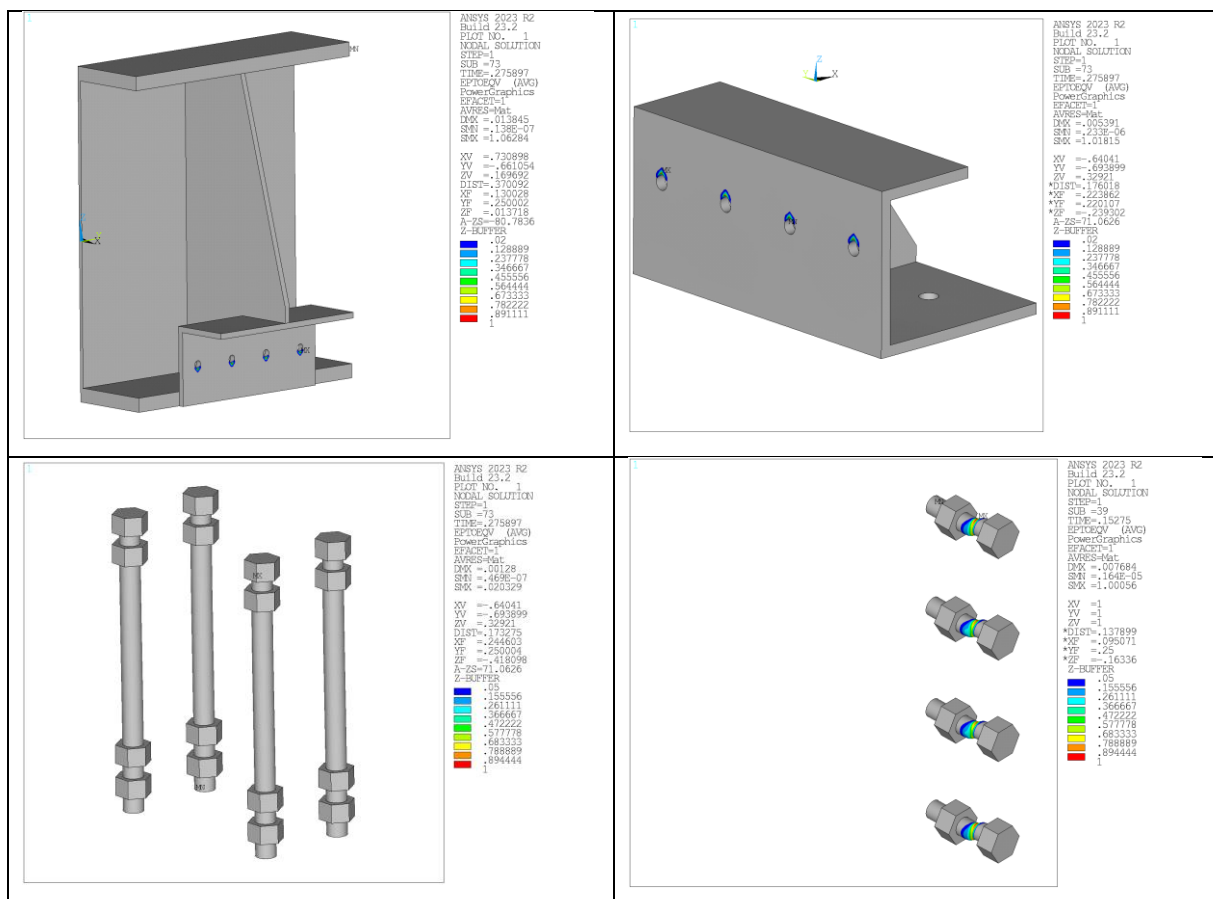 1
ANSYS 2023 R2
Build 23.2
PLOT NO. 1
NODAL SOLUTION
STEP=1
SUB =73
TIME=.275897
EPTOEQV (AVG)
PowerGraphics
EFACET=1
AVRES=Mat
DMX =.013845
SMN =.138E-07
SMX =1.06284
XV =.730898
YV =-.661054
ZV =.169692
DIST=.370092
XF =.130028
YF =.250002
ZF =.013718
A-ZS=-80.7836
Z-BUFFER
.02
.128889
.237778
.346667
.455556
.564444
.673333
.782222
.891111
1
MN
Z
X
MX
1
ANSYS 2023 R2
Build 23.2
PLOT NO. 1
NODAL SOLUTION
STEP=1
SUB =73
TIME=.275897
EPTOEQV (AVG)
PowerGraphics
EFACET=1
AVRES=Mat
DMX =.005391
SMN =.233E-06
SMX =1.01815
XV =-.64041
YV =-.693899
ZV =.32921
*DIST=.176018
*XF =.223862
*YF =.220107
*ZF =-.239302
A-ZS=71.0626
Z-BUFFER
.02
.128889
.237778
.346667
.455556
.564444
.673333
.782222
.891111
1
Z
Y X
MX
1
ANSYS 2023 R2
Build 23.2
PLOT NO. 1
NODAL SOLUTION
STEP=1
SUB =73
TIME=.275897
EPTOEQV (AVG)
PowerGraphics
EFACET=1
AVRES=Mat
DMX =.00128
SMN =.469E-07
SMX =.020329
XV =-.64041
YV =-.693899
ZV =.32921
DIST=.173275
XF =.244603
YF =.250004
ZF =-.418098
A-ZS=71.0626
Z-BUFFER
.05
.155556
.261111
.366667
.472222
.577778
.683333
.788889
.894444
1
MX
MN
1
ANSYS 2023 R2
Build 23.2
PLOT NO. 1
NODAL SOLUTION
STEP=1
SUB =39
TIME=.15275
EPTOEQV (AVG)
PowerGraphics
EFACET=1
AVRES=Mat
DMX =.007684
SMN =.164E-05
SMX =1.00056
XV =1
YV =1
ZV =1
*DIST=.137899
*XF =.095071
*YF =.25
*ZF =-.16336
Z-BUFFER
.05
.155556
.261111
.366667
.472222
.577778
.683333
.788889
.894444
1
MX